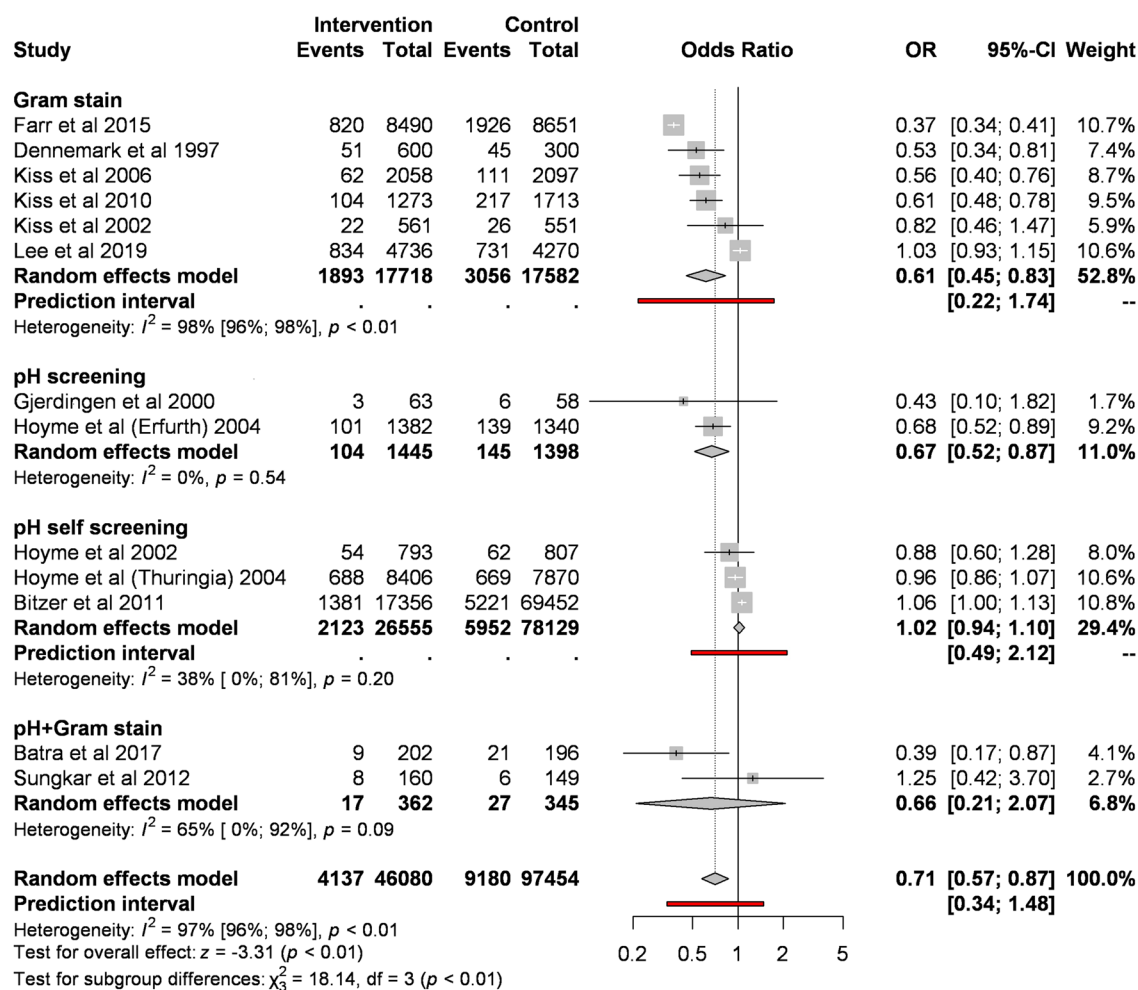 Intervention Control
Study Events Total Events Total Odds Ratio OR 95%-CI Weight
Gram stain
Farr et al 2015 820 8490 1926 8651 0.37 [0.34; 0.41] 10.7%
Dennemark et al 1997 51 600 45 300 0.53 [0.34; 0.81] 7.4%
Kiss et al 2006 62 2058 111 2097 0.56 [0.40; 0.76] 8.7%
Kiss et al 2010 104 1273 217 1713 0.61 [0.48; 0.78] 9.5%
Kiss et al 2002 22 561 26 551 0.82 [0.46; 1.47] 5.9%
Lee et al 2019 834 4736 731 4270 1.03 [0.93; 1.15] 10.6%
Random effects model 1893 17718 3056 17582 0.61 [0.45; 0.83] 52.8%
Prediction interval . . . . [0.22; 1.74] --
Heterogeneity: I² = 98% [96%; 98%], p < 0.01
pH screening
Gjerdingen et al 2000 3 63 6 58 0.43 [0.10; 1.82] 1.7%
Hoyme et al (Erfurth) 2004 101 1382 139 1340 0.68 [0.52; 0.89] 9.2%
Random effects model 104 1445 145 1398 0.67 [0.52; 0.87] 11.0%
Heterogeneity: I² = 0%, p = 0.54
pH self screening
Hoyme et al 2002 54 793 62 807 0.88 [0.60; 1.28] 8.0%
Hoyme et al (Thuringia) 2004 688 8406 669 7870 0.96 [0.86; 1.07] 10.6%
Bitzer et al 2011 1381 17356 5221 69452 1.06 [1.00; 1.13] 10.8%
Random effects model 2123 26555 5952 78129 1.02 [0.94; 1.10] 29.4%
Prediction interval . . . . [0.49; 2.12] --
Heterogeneity: I² = 38% [ 0%; 81%], p = 0.20
pH+Gram stain
Batra et al 2017 9 202 21 196 0.39 [0.17; 0.87] 4.1%
Sungkar et al 2012 8 160 6 149 1.25 [0.42; 3.70] 2.7%
Random effects model 17 362 27 345 0.66 [0.21; 2.07] 6.8%
Heterogeneity: I² = 65% [ 0%; 92%], p = 0.09
Random effects model 4137 46080 9180 97454 0.71 [0.57; 0.87] 100.0%
Prediction interval [0.34; 1.48]
Heterogeneity: I² = 97% [96%; 98%], p < 0.01
Test for overall effect: z = -3.31 (p < 0.01) 0.2 0.5 1 2 5
Test for subgroup differences: χ²₃ = 18.14, df = 3 (p < 0.01)